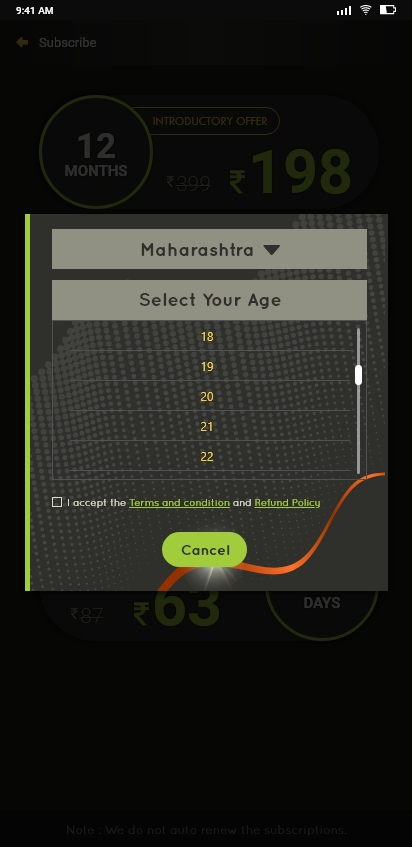 9:41 AM
Subscribe
INTRODUCTORY OFFER
12
MONTHS
₹399 ₹198
Maharashtra
Select Your Age
18
19
20
21
22
I accept the Terms and condition and Refund Policy
Cancel
₹87 ₹63
DAYS
Note : We do not auto renew the subscriptions.